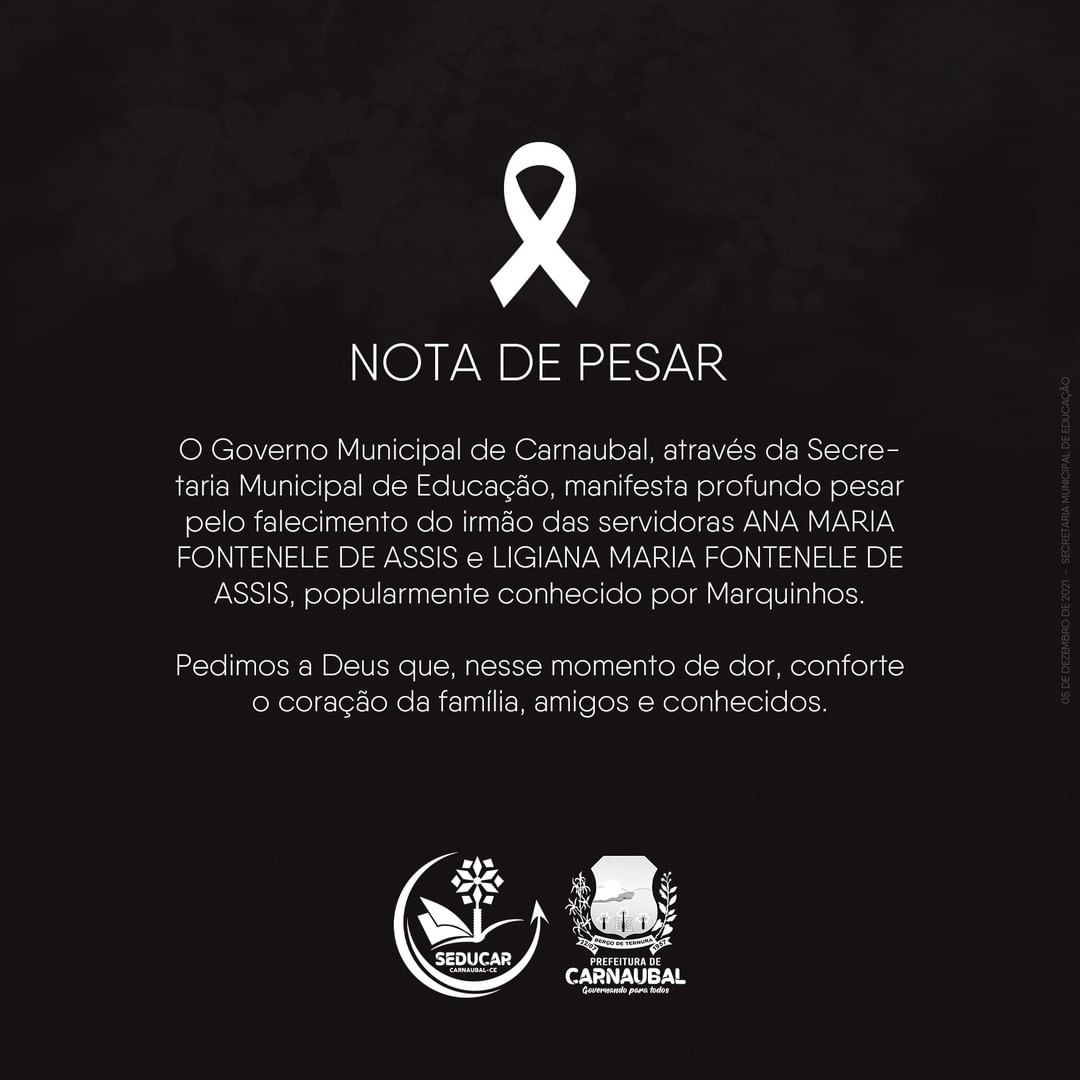 NOTA DE PESAR
O Governo Municipal de Carnaubal, através da Secre-
taria Municipal de Educação, manifesta profundo pesar
pelo falecimento do irmão das servidoras ANA MARIA
FONTENELE DE ASSIS e LIGIANA MARIA FONTENELE DE
ASSIS, popularmente conhecido por Marquinhos.
Pedimos a Deus que, nesse momento de dor, conforte
o coração da família, amigos e conhecidos.
05 DE DEZEMBRO DE 2021 - SECRETARIA MUNICIPAL DE EDUCAÇÃO
SEDUCAR
CARNAUBAL-CE
BERÇO DE TERNURA
1957
PREFEITURA DE
CARNAUBAL
Governando para todos